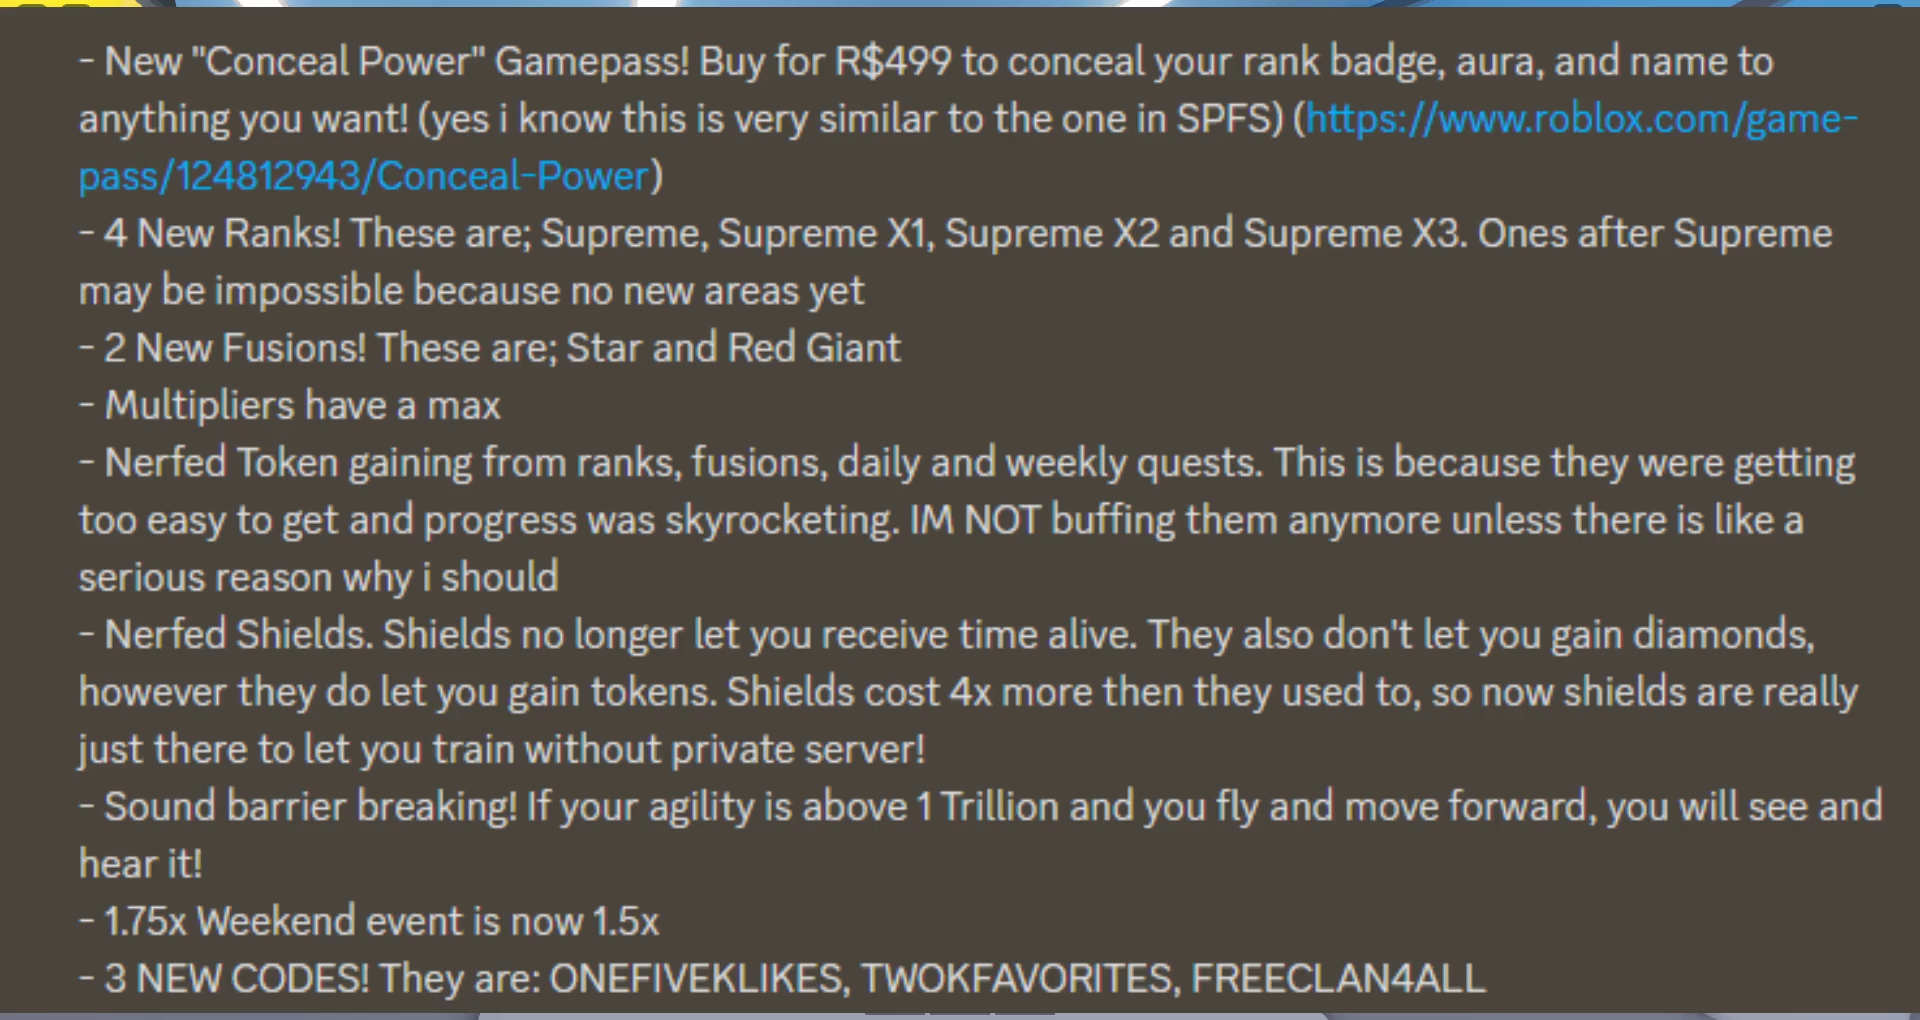 - New "Conceal Power" Gamepass! Buy for R$499 to conceal your rank badge, aura, and name to
anything you want! (yes i know this is very similar to the one in SPFS) (https://www.roblox.com/game-
pass/124812943/Conceal-Power)
- 4 New Ranks! These are; Supreme, Supreme X1, Supreme X2 and Supreme X3. Ones after Supreme
may be impossible because no new areas yet
- 2 New Fusions! These are; Star and Red Giant
- Multipliers have a max
- Nerfed Token gaining from ranks, fusions, daily and weekly quests. This is because they were getting
too easy to get and progress was skyrocketing. IM NOT buffing them anymore unless there is like a
serious reason why i should
- Nerfed Shields. Shields no longer let you receive time alive. They also don't let you gain diamonds,
however they do let you gain tokens. Shields cost 4x more then they used to, so now shields are really
just there to let you train without private server!
- Sound barrier breaking! If your agility is above 1 Trillion and you fly and move forward, you will see and
hear it!
- 1.75x Weekend event is now 1.5x
- 3 NEW CODES! They are: ONEFIVEKLIKES, TWOKFAVORITES, FREECLAN4ALL